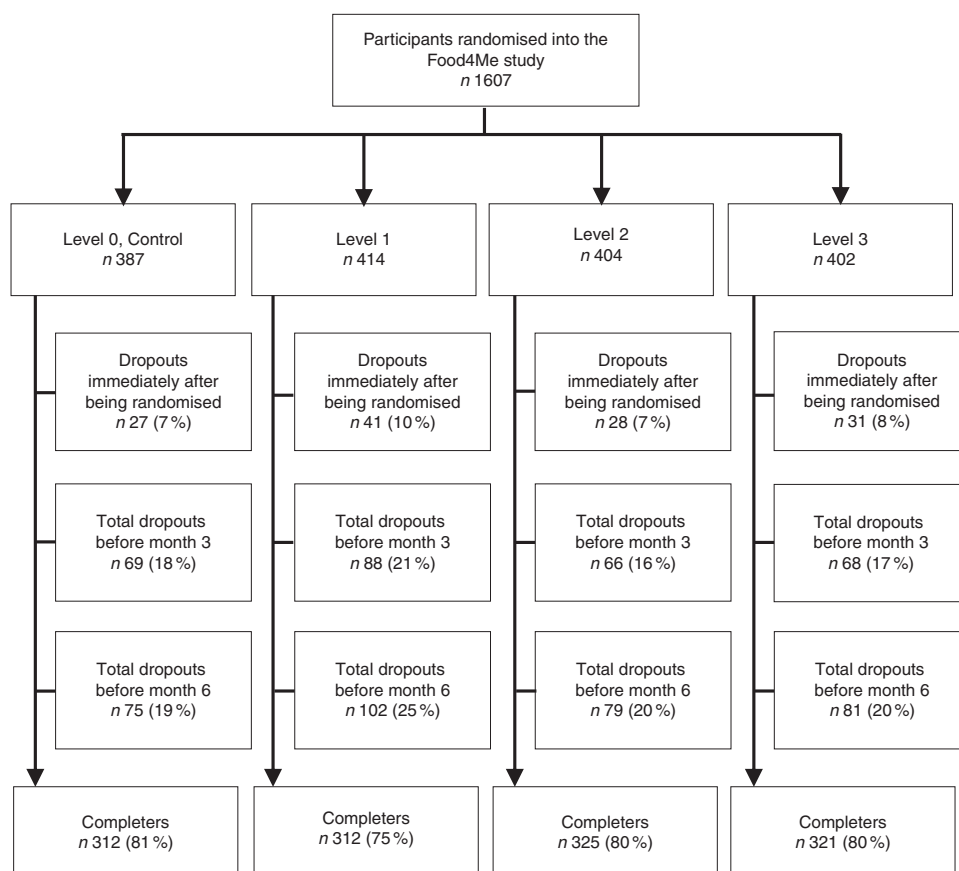 Participants randomised into the
Food4Me study
n 1607
Level 0, Control
n 387
Level 1
n 414
Level 2
n 404
Level 3
n 402
Dropouts
immediately after
being randomised
n 27 (7 %)
Dropouts
immediately after
being randomised
n 41 (10 %)
Dropouts
immediately after
being randomised
n 28 (7 %)
Dropouts
immediately after
being randomised
n 31 (8 %)
Total dropouts
before month 3
n 69 (18 %)
Total dropouts
before month 3
n 88 (21 %)
Total dropouts
before month 3
n 66 (16 %)
Total dropouts
before month 3
n 68 (17 %)
Total dropouts
before month 6
n 75 (19 %)
Total dropouts
before month 6
n 102 (25 %)
Total dropouts
before month 6
n 79 (20 %)
Total dropouts
before month 6
n 81 (20 %)
Completers
n 312 (81 %)
Completers
n 312 (75 %)
Completers
n 325 (80 %)
Completers
n 321 (80 %)